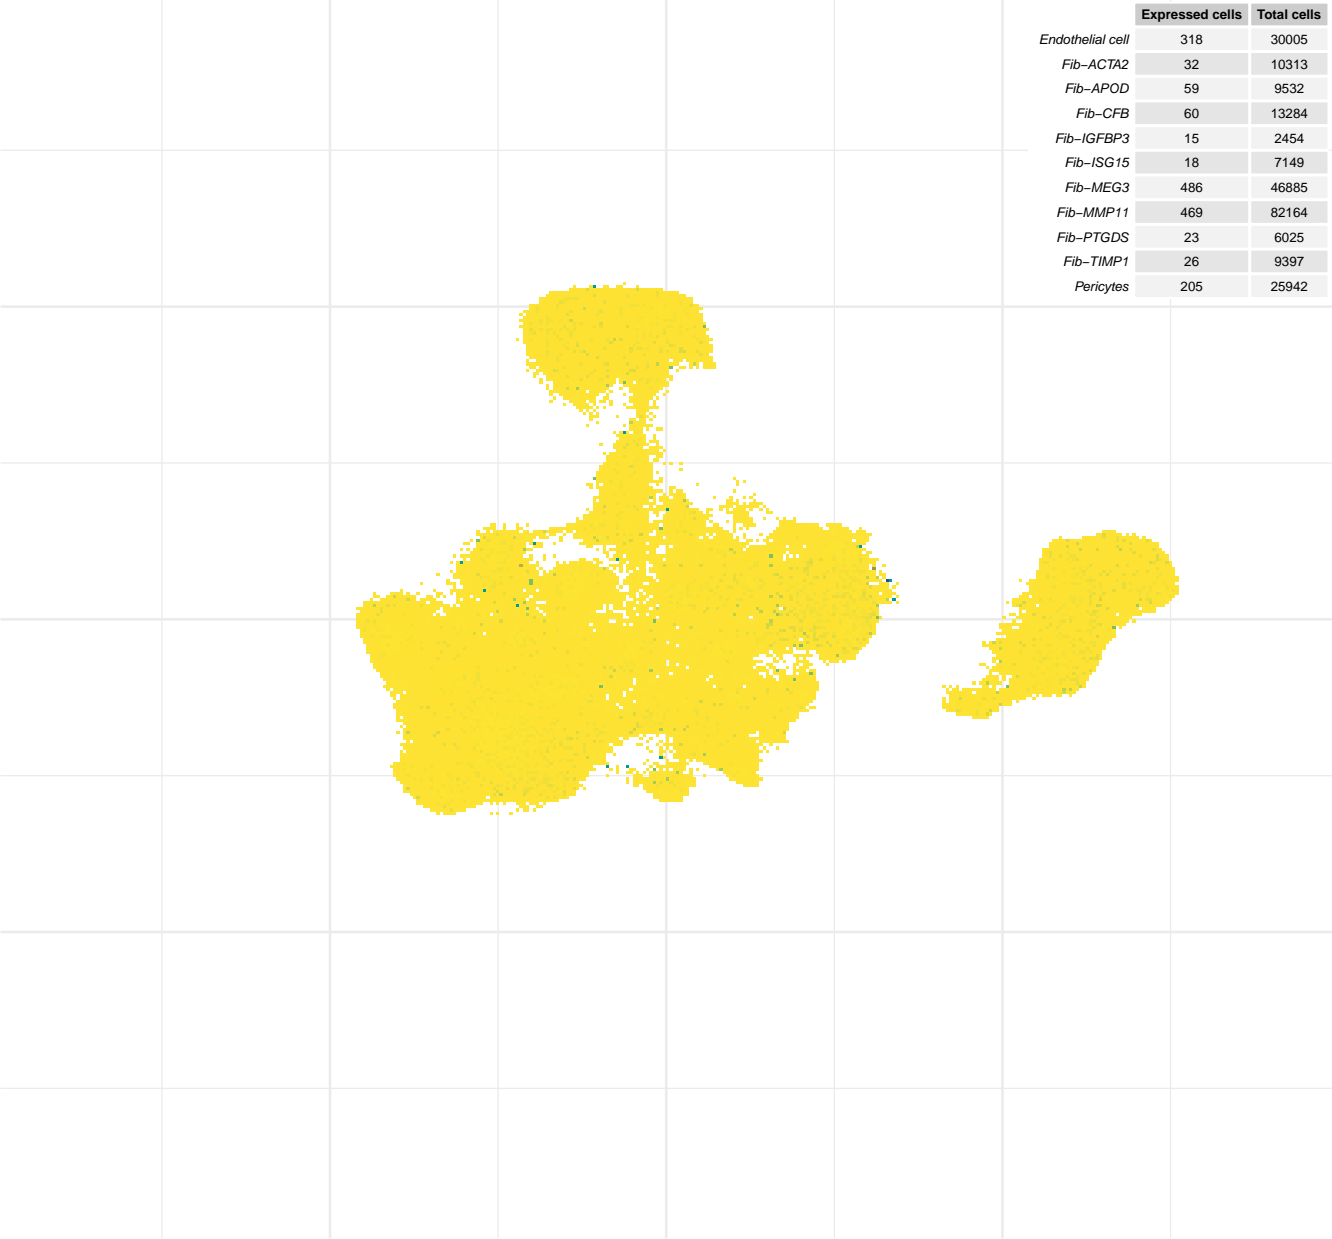 Expressed cells Total cells
Endothelial cell 318 30005
Fib−ACTA2 32 10313
Fib−APOD 59 9532
Fib−CFB 60 13284
Fib−IGFBP3 15 2454
Fib−ISG15 18 7149
Fib−MEG3 486 46885
Fib−MMP11 469 82164
Fib−PTGDS 23 6025
Fib−TIMP1 26 9397
Pericytes 205 25942